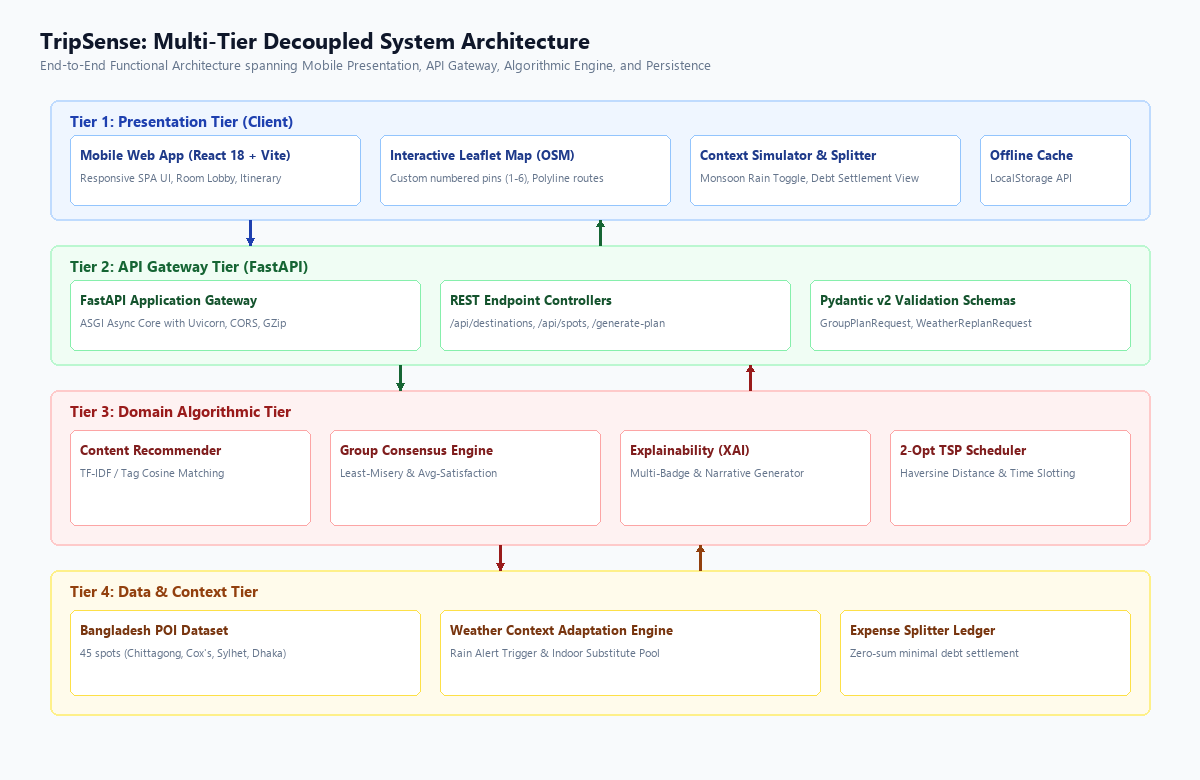 TripSense: Multi-Tier Decoupled System Architecture
End-to-End Functional Architecture spanning Mobile Presentation, API Gateway, Algorithmic Engine, and Persistence
Tier 1: Presentation Tier (Client)
Mobile Web App (React 18 + Vite)
Responsive SPA UI, Room Lobby, Itinerary
Interactive Leaflet Map (OSM)
Custom numbered pins (1-6), Polyline routes
Context Simulator & Splitter
Monsoon Rain Toggle, Debt Settlement View
Offline Cache
LocalStorage API
Tier 2: API Gateway Tier (FastAPI)
FastAPI Application Gateway
ASGI Async Core with Uvicorn, CORS, GZip
REST Endpoint Controllers
/api/destinations, /api/spots, /generate-plan
Pydantic v2 Validation Schemas
GroupPlanRequest, WeatherReplanRequest
Tier 3: Domain Algorithmic Tier
Content Recommender
TF-IDF / Tag Cosine Matching
Group Consensus Engine
Least-Misery & Avg-Satisfaction
Explainability (XAI)
Multi-Badge & Narrative Generator
2-Opt TSP Scheduler
Haversine Distance & Time Slotting
Tier 4: Data & Context Tier
Bangladesh POI Dataset
45 spots (Chittagong, Cox's, Sylhet, Dhaka)
Weather Context Adaptation Engine
Rain Alert Trigger & Indoor Substitute Pool
Expense Splitter Ledger
Zero-sum minimal debt settlement